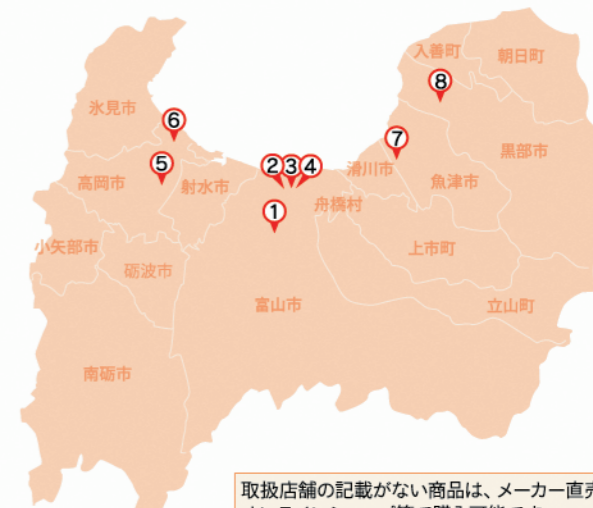 入善町
朝日町
⑧
氷見市
⑥
⑦
黒部市
②③④
⑤
滑川市
高岡市
射水市
魚津市
①
舟橋村
小矢部市
上市町
砺波市
富山市
立山町
南砺市
取扱店舗の記載がない商品は、メーカー直売